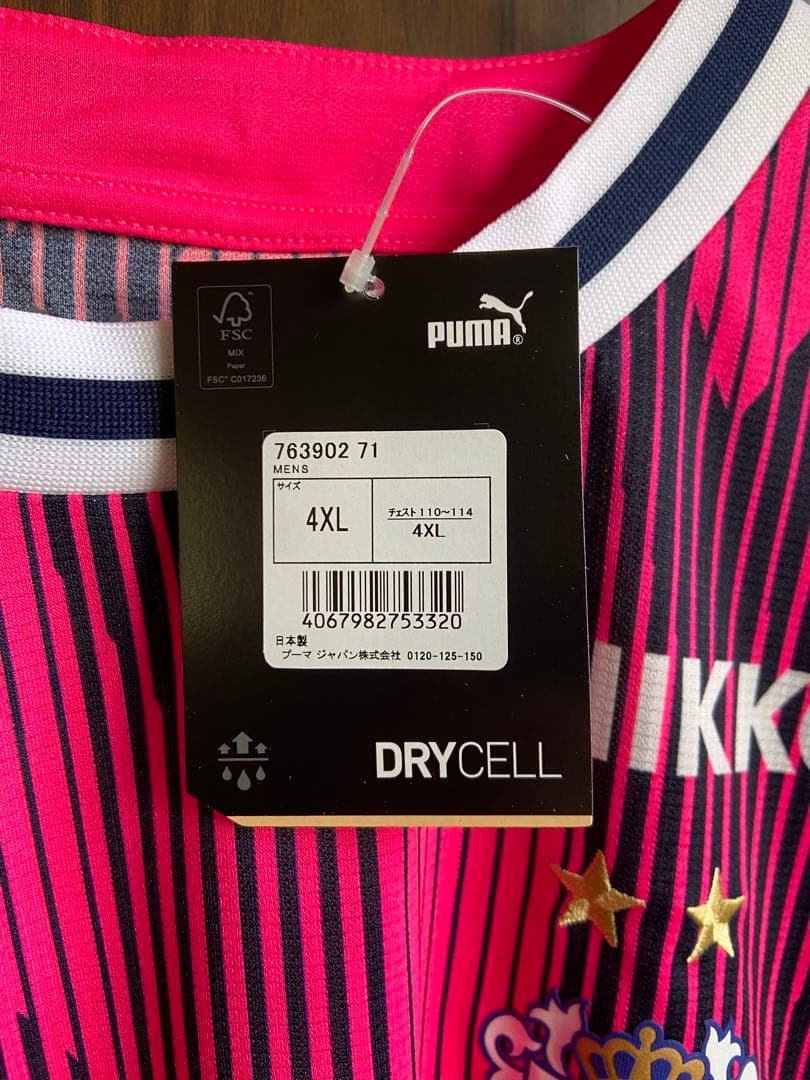 FSC
MIX
Paper
FSC™ C017236
PUMA®
763902 71
MENS
サイズ
4XL
チェスト110～114
4XL
4067982753320
日本製
プーマ ジャパン株式会社 0120-125-150
DRYCELL